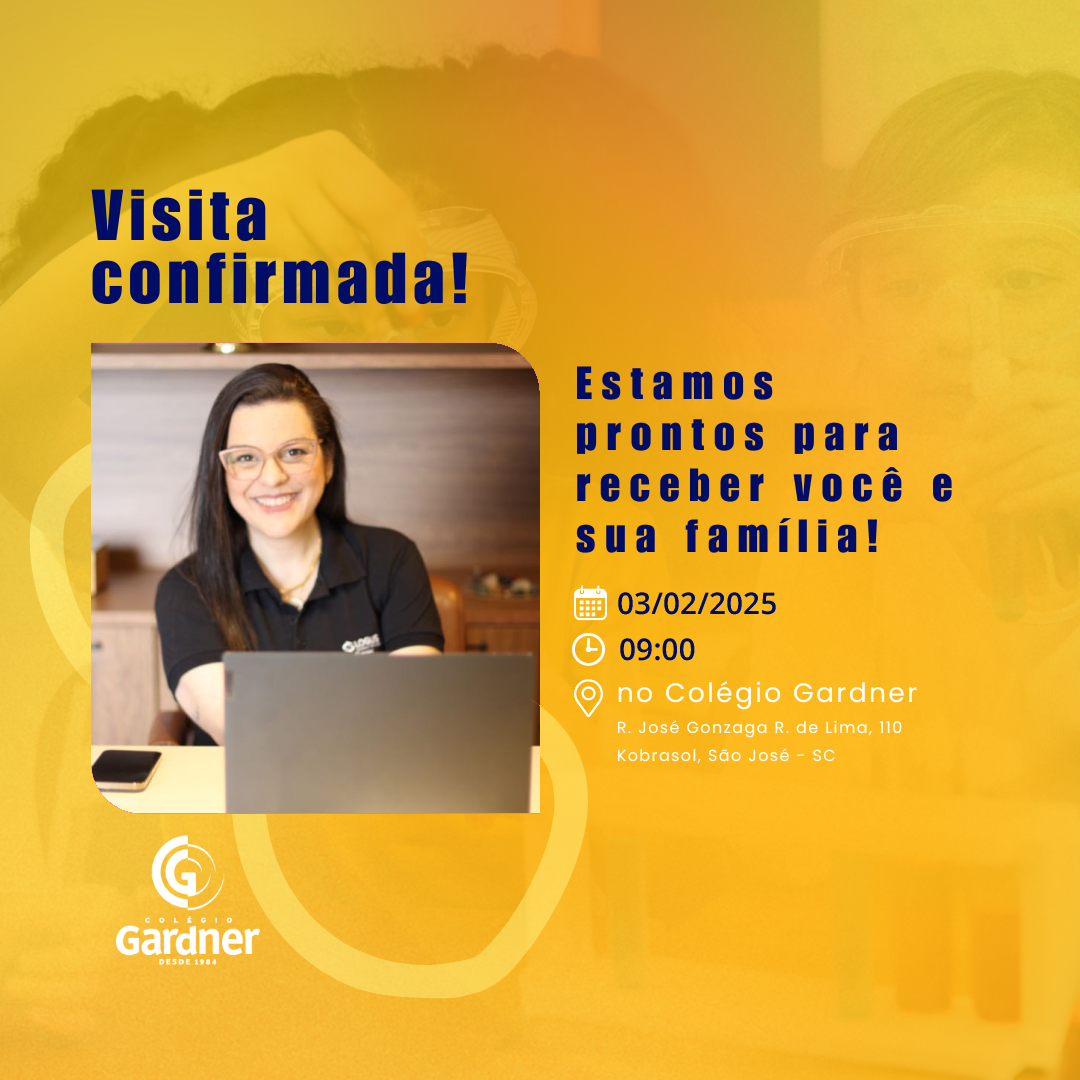 Visita
confirmada!
Estamos
prontos para
receber você e
sua família!
03/02/2025
09:00
no Colégio Gardner
R. José Gonzaga R. de Lima, 110
Kobrasol, São José - SC
COLÉGIO
Gardner
DESDE 1984